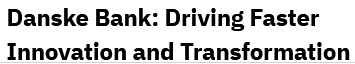 Danske Bank: Driving Faster
Innovation and Transformation